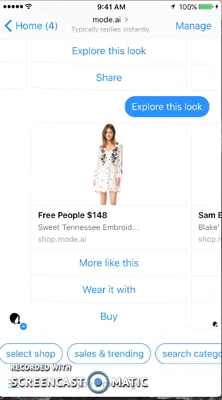 9:41 AM
100%
Home (4)
mode.ai >
Manage
Typically replies instantly
Explore this look
Share
Explore this look
Free People $148
Sam E
Sweet Tennessee Embroid...
Blake'
shop.mode.ai
shop.m
More like this
Wear it with
Buy
select shop
sales & trending
search catego
RECORDED WITH
SCREENCAST MATIC